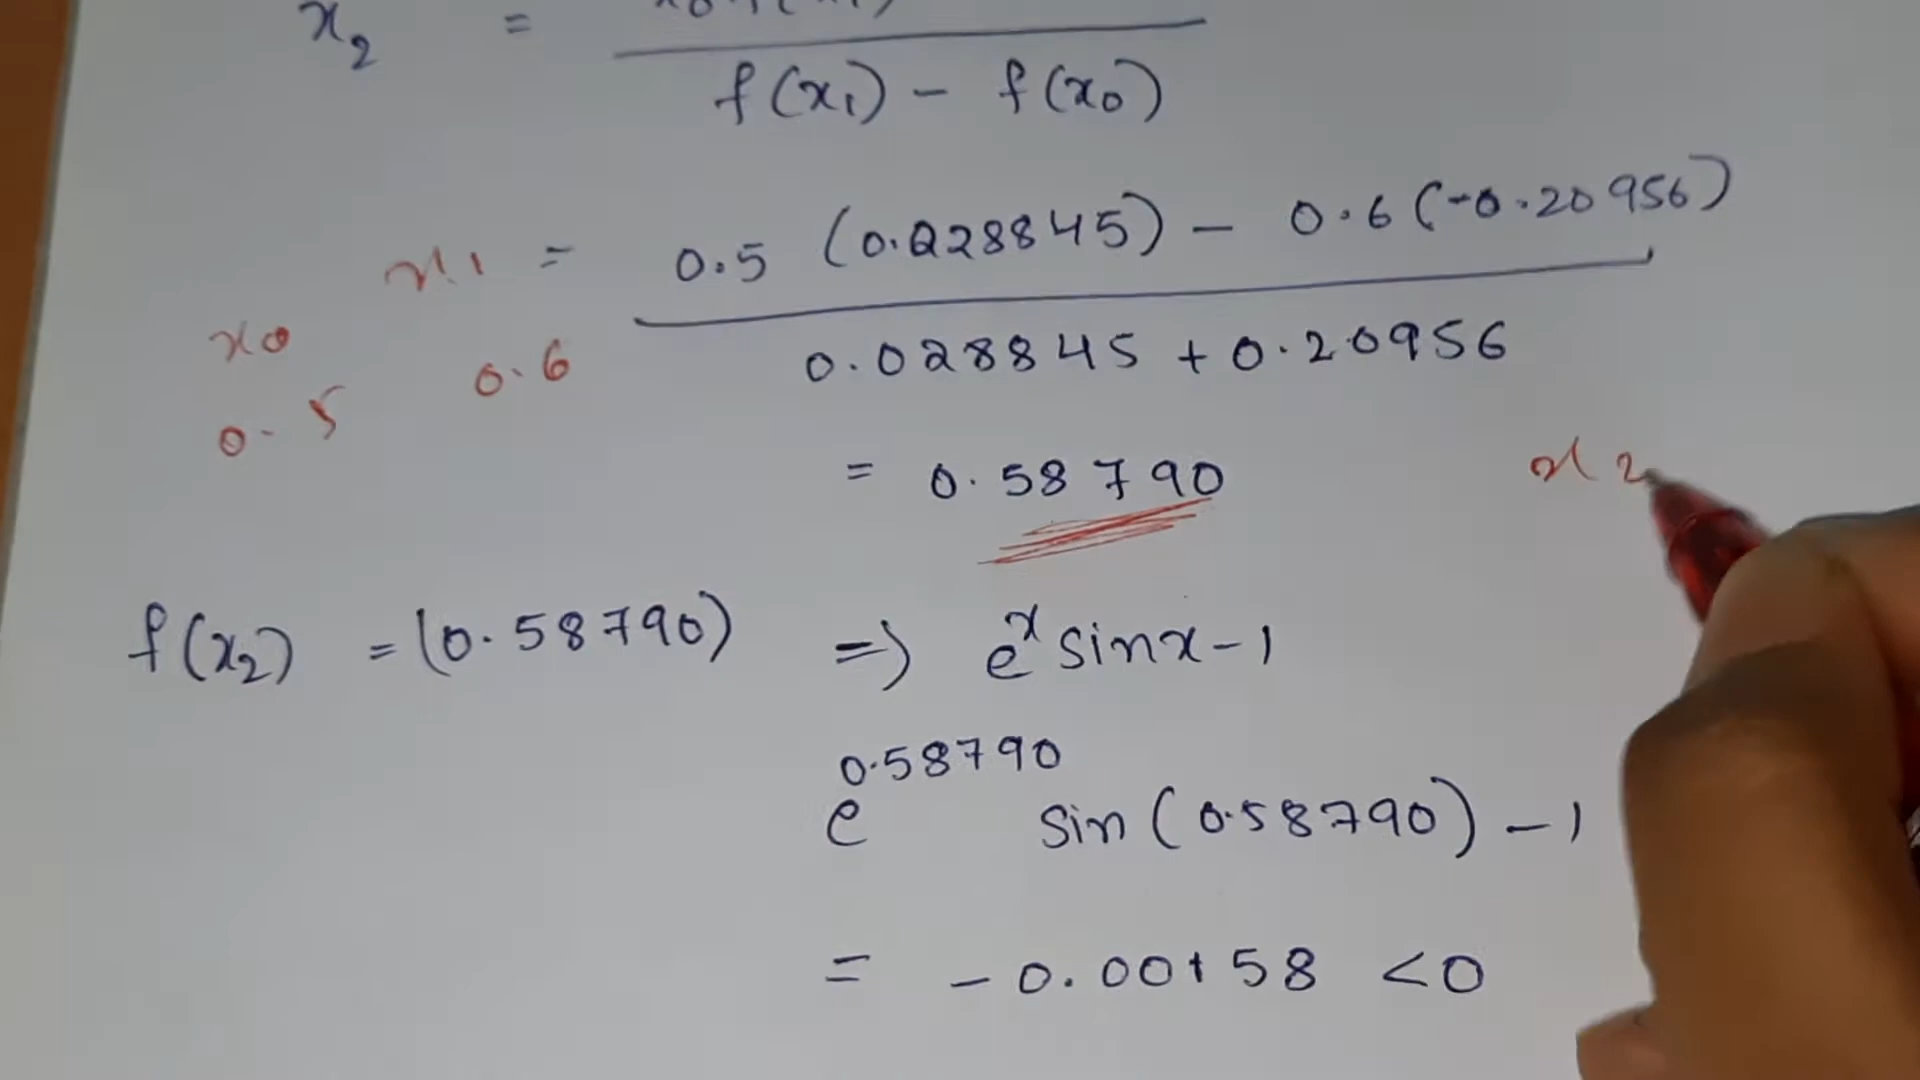 x₂ =
f(x₁) - f(x₀)
x1 = 0.5 (0.028845) - 0.6(-0.20956)
x0
0.5 0.6
0.028845 + 0.20956
= 0.58790
x2
f(x₂) = (0.58790) => eˣ sinx-1
e^0.58790 sin(0.58790) - 1
= -0.00158 <0